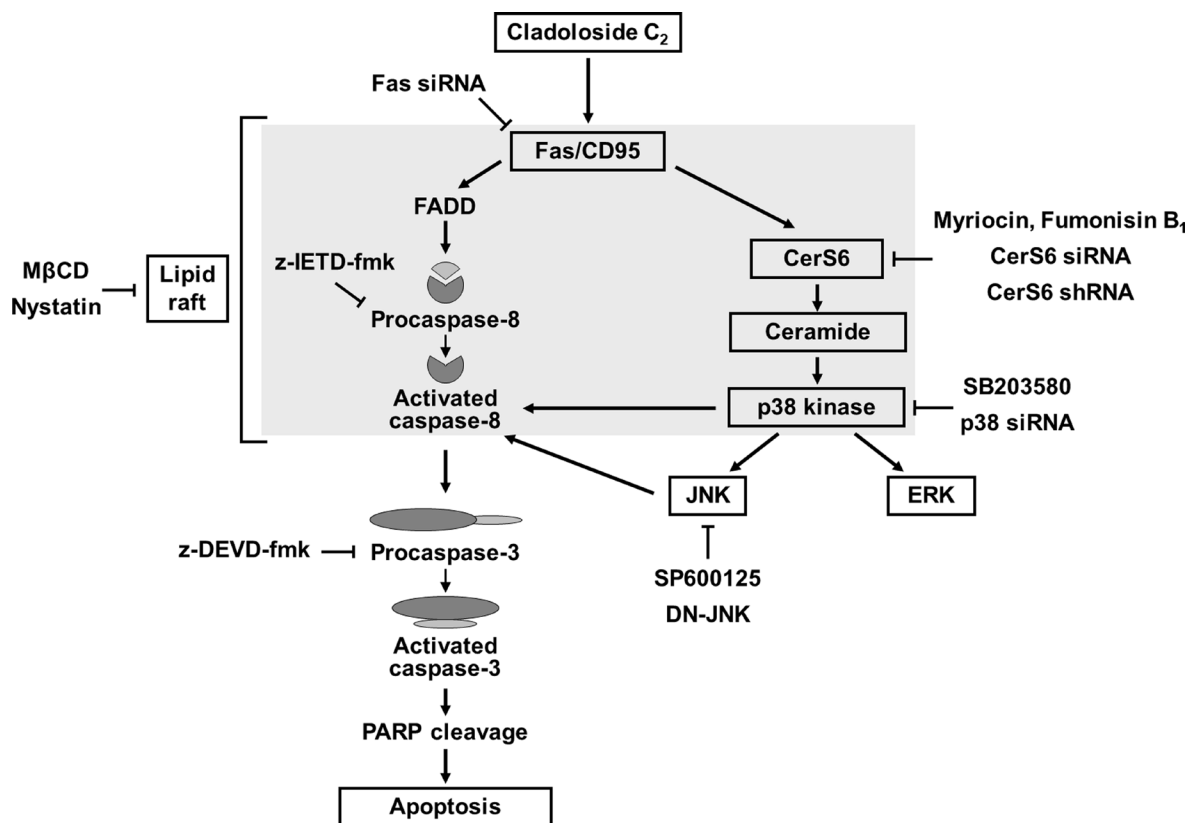 Cladoloside C₂
Fas siRNA
Fas/CD95
FADD
Myriocin, Fumonisin B₁
z-IETD-fmk
CerS6
CerS6 siRNA
CerS6 shRNA
MβCD
Nystatin
Lipid
raft
Procaspase-8
Ceramide
Activated
caspase-8
p38 kinase
SB203580
p38 siRNA
JNK
ERK
z-DEVD-fmk
Procaspase-3
SP600125
DN-JNK
Activated
caspase-3
PARP cleavage
Apoptosis